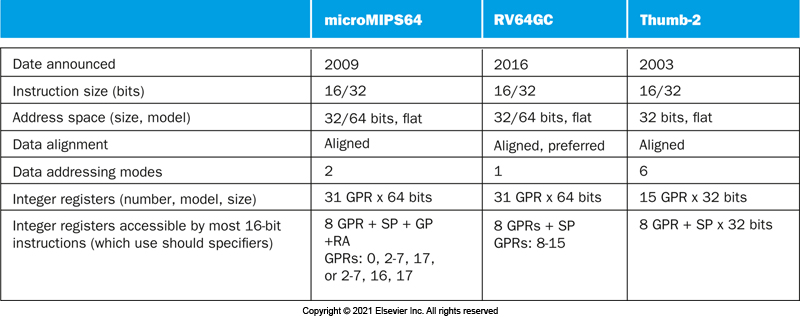 microMIPS64 RV64GC Thumb-2
Date announced 2009 2016 2003
Instruction size (bits) 16/32 16/32 16/32
Address space (size, model) 32/64 bits, flat 32/64 bits, flat 32 bits, flat
Data alignment Aligned Aligned, preferred Aligned
Data addressing modes 2 1 6
Integer registers (number, model, size) 31 GPR x 64 bits 31 GPR x 64 bits 15 GPR x 32 bits
Integer registers accessible by most 16-bit 8 GPR + SP + GP 8 GPRs + SP 8 GPR + SP x 32 bits
instructions (which use should specifiers) +RA GPRs: 8-15
GPRs: 0, 2-7, 17,
or 2-7, 16, 17
Copyright © 2021 Elsevier Inc. All rights reserved